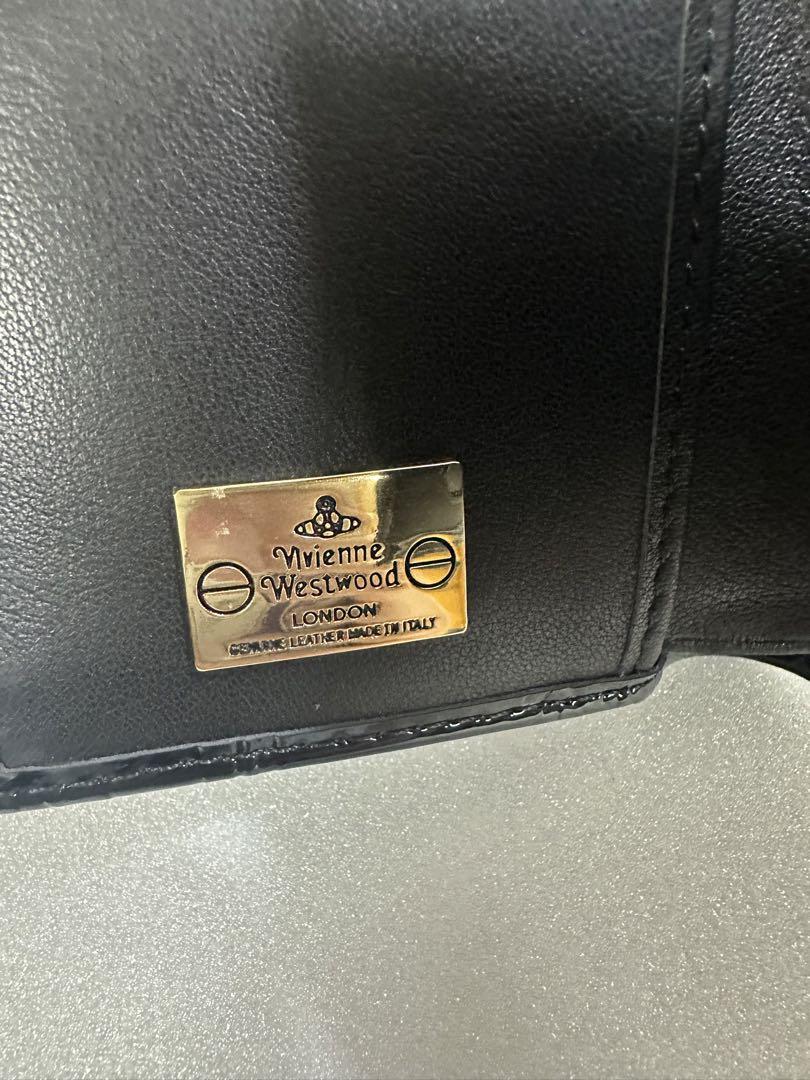 Vivienne
Westwood
LONDON
GENUINE LEATHER MADE IN ITALY